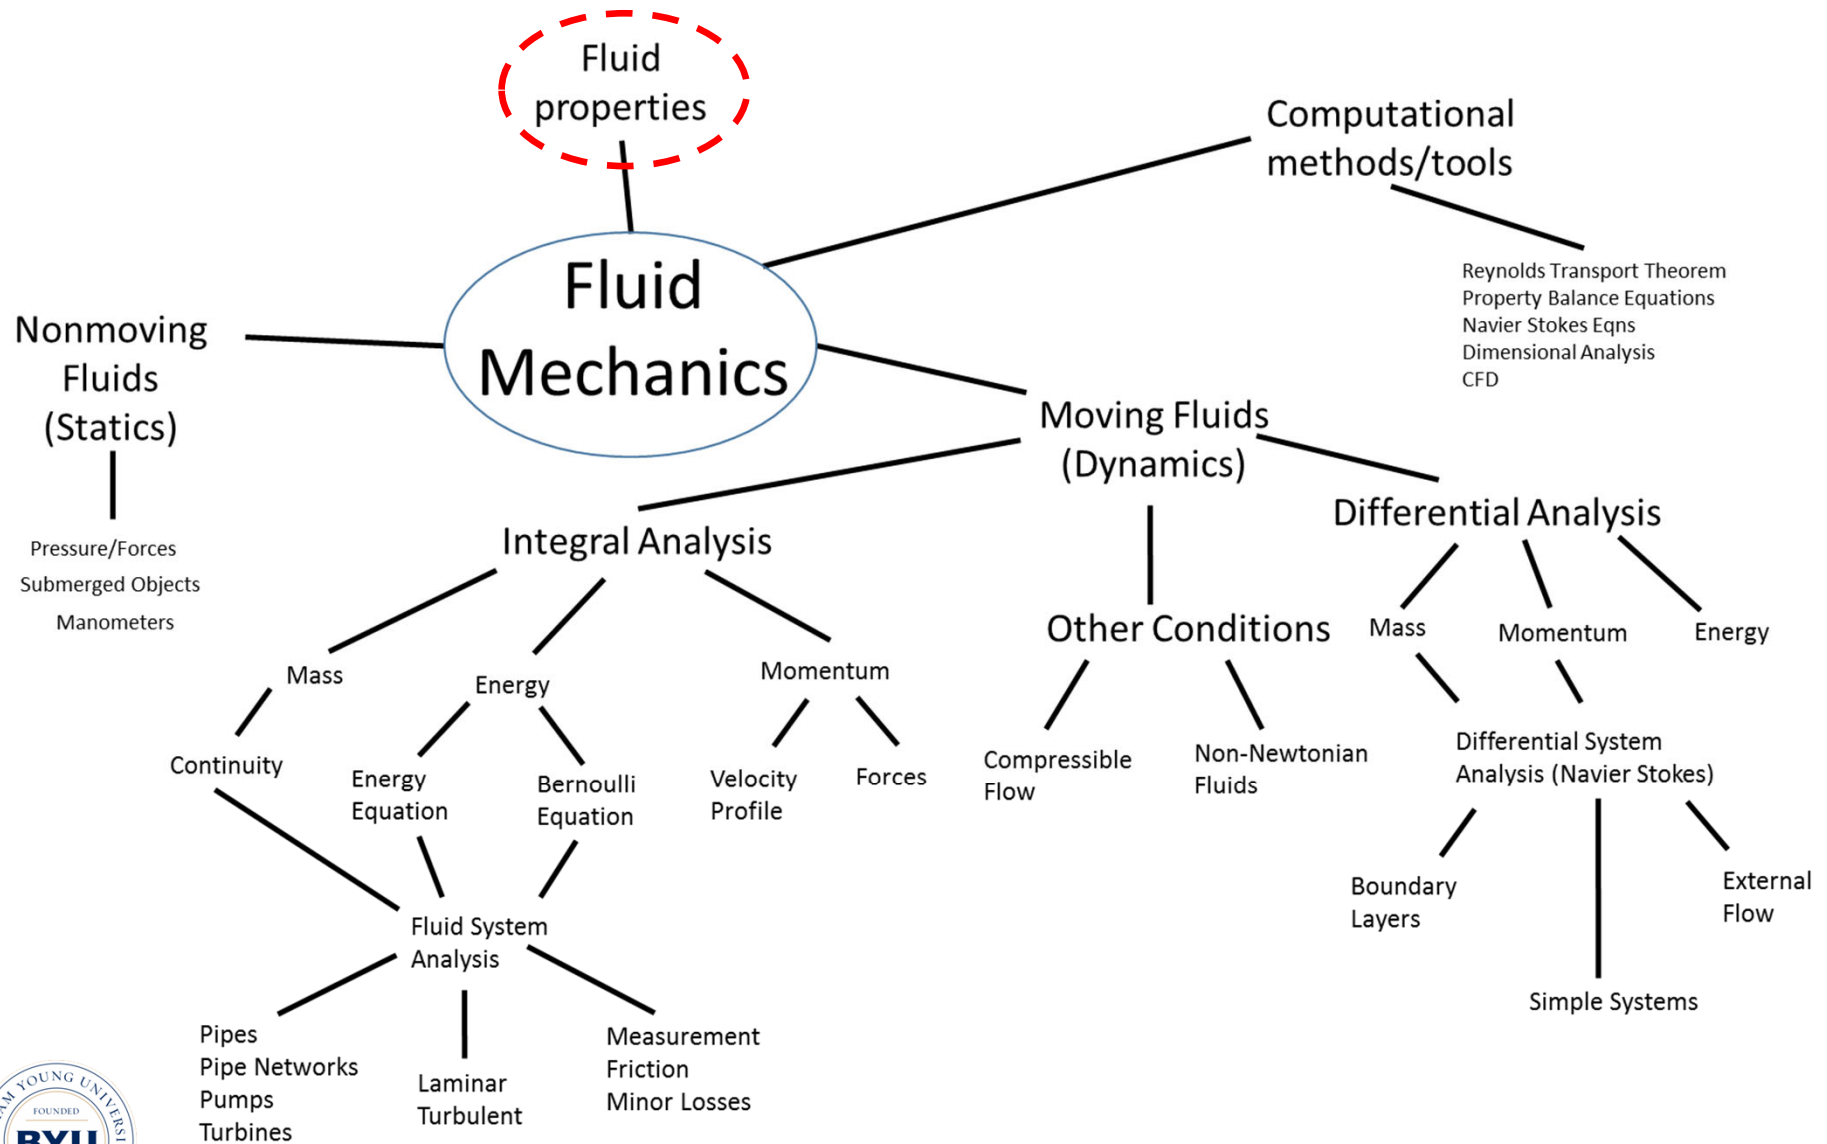 Fluid
properties
Computational
methods/tools
Reynolds Transport Theorem
Property Balance Equations
Navier Stokes Eqns
Dimensional Analysis
CFD
Fluid
Mechanics
Nonmoving
Fluids
(Statics)
Pressure/Forces
Submerged Objects
Manometers
Moving Fluids
(Dynamics)
Integral Analysis
Mass
Energy
Momentum
Continuity
Energy
Equation
Bernoulli
Equation
Velocity
Profile
Forces
Fluid System
Analysis
Pipes
Pipe Networks
Pumps
Turbines
Laminar
Turbulent
Measurement
Friction
Minor Losses
Other Conditions
Compressible
Flow
Non-Newtonian
Fluids
Differential Analysis
Mass
Momentum
Energy
Differential System
Analysis (Navier Stokes)
Boundary
Layers
Simple Systems
External
Flow
YOUNG
FOUNDED
BYU